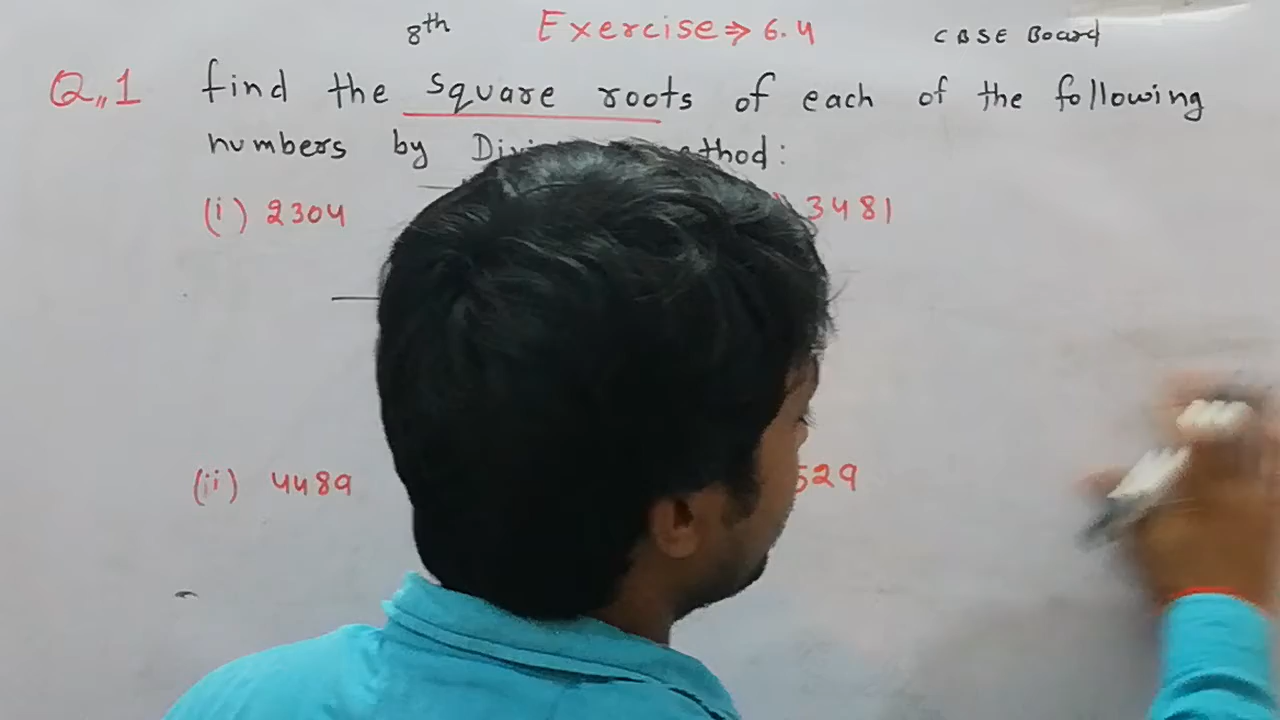 8th Exercise ⇒ 6.4 CBSE Board
Q.,1 find the square roots of each of the following
numbers by :
(i) 2304 3481
(ii) 4489 529